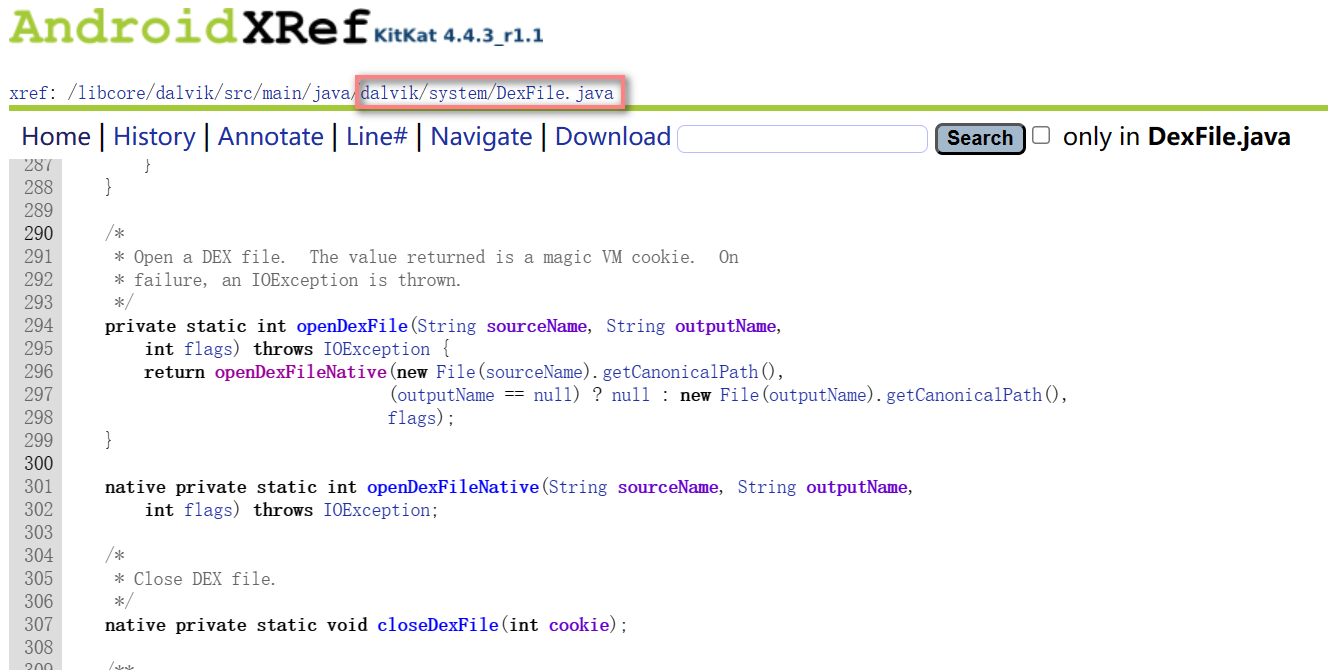 AndroidXRef KitKat 4.4.3_r1.1
xref: /libcore/dalvik/src/main/java/dalvik/system/DexFile.java
Home | History | Annotate | Line# | Navigate | Download Search only in DexFile.java
287 }
288 }
289
290 /*
291 * Open a DEX file. The value returned is a magic VM cookie. On
292 * failure, an IOException is thrown.
293 */
294 private static int openDexFile(String sourceName, String outputName,
295 int flags) throws IOException {
296 return openDexFileNative(new File(sourceName).getCanonicalPath(),
297 (outputName == null) ? null : new File(outputName).getCanonicalPath(),
298 flags);
299 }
300
301 native private static int openDexFileNative(String sourceName, String outputName,
302 int flags) throws IOException;
303
304 /*
305 * Close DEX file.
306 */
307 native private static void closeDexFile(int cookie);
308
309 /**